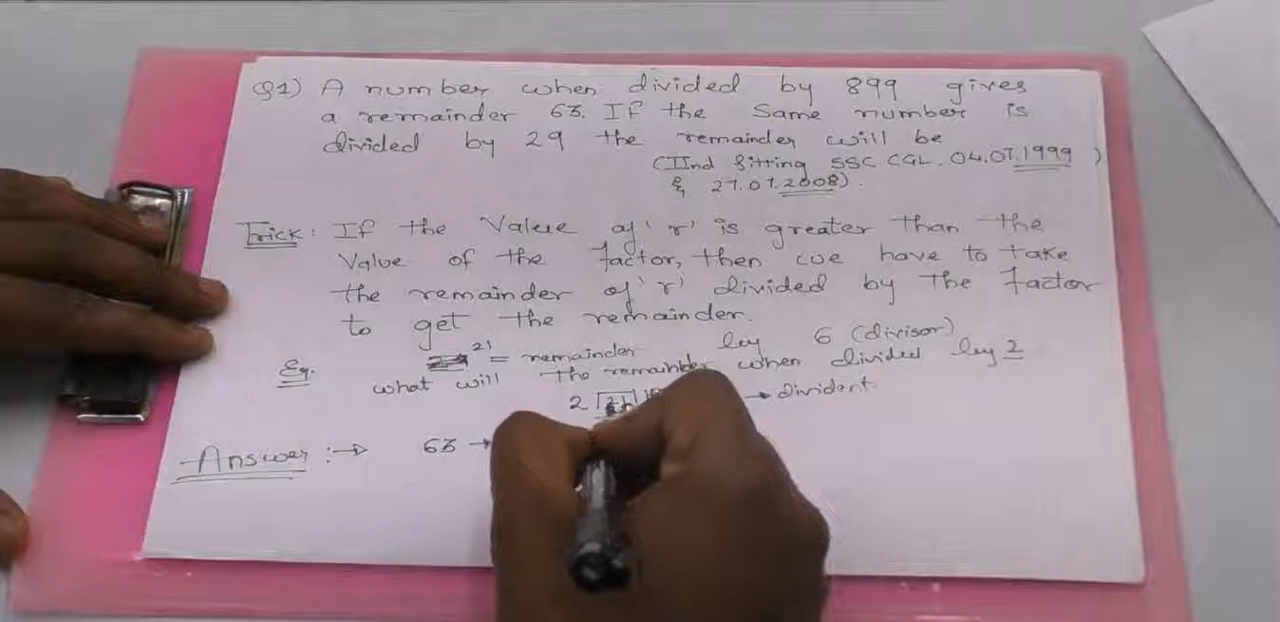 Q1) A number when divided by 899 gives
a remainder 63. If the same number is
divided by 29 the remainder will be
(IInd Sitting SSC CGL. 04.07.1999)
& 27.07.2008).
Trick: If the Value of 'r' is greater than the
Value of the factor, then we have to take
the remainder of 'r' divided by the factor
to get the remainder.
Eg. 21 = remainder by 6 (divisor)
what will the remainder when divided by 2
2 21 → divident
Answer :→ 63 →